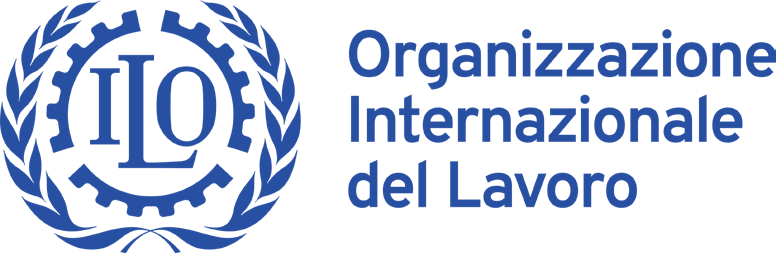 ILO
Organizzazione
Internazionale
del Lavoro